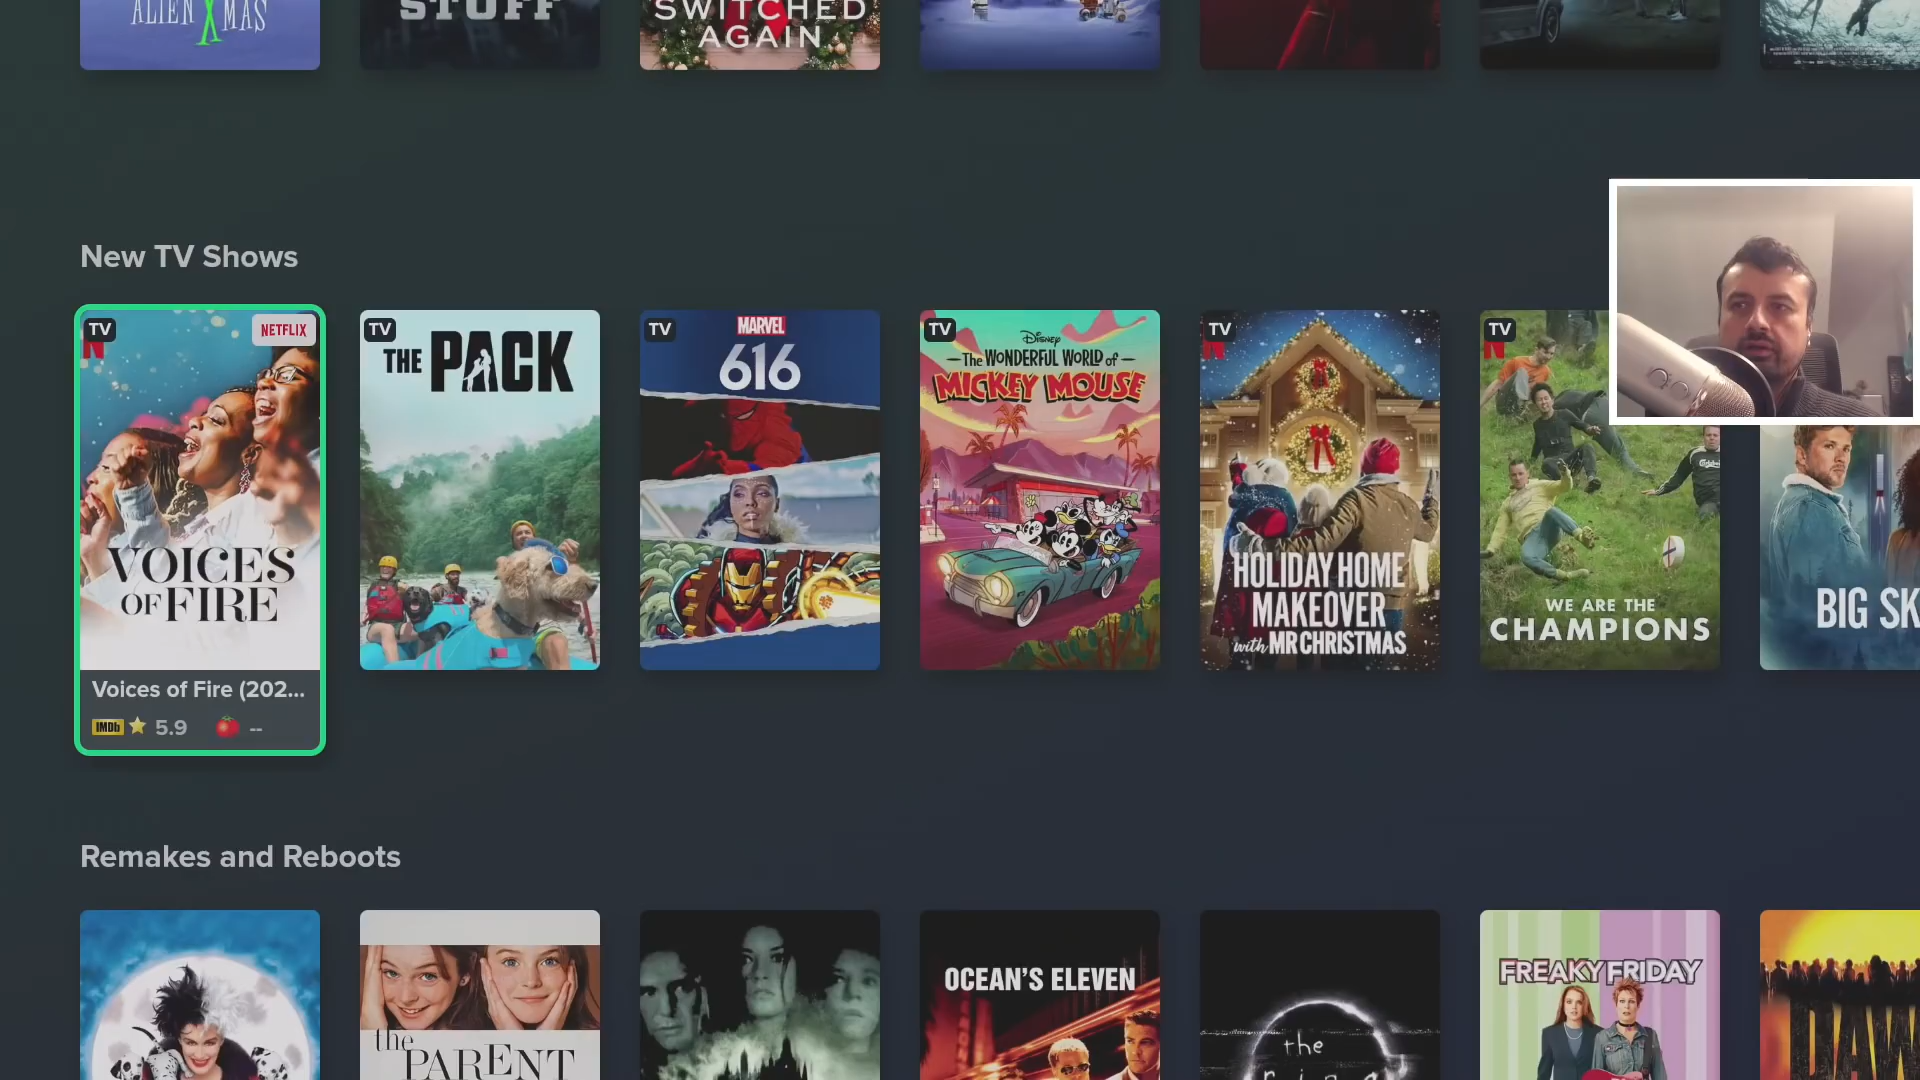 ALIEN XMAS
STUFF
SWITCHED
AGAIN
New TV Shows
TV
NETFLIX
VOICES
OF FIRE
Voices of Fire (202...
IMDb 5.9 --
TV
THE PACK
TV
MARVEL
616
TV
Disney
The WONDERFUL WORLD of
MICKEY MOUSE
TV
HOLIDAY HOME
MAKEOVER
with MR CHRISTMAS
TV
WE ARE THE
CHAMPIONS
BIG SK
Remakes and Reboots
the
PARENT
OCEAN'S ELEVEN
the
ring
FREAKY FRIDAY
DAW